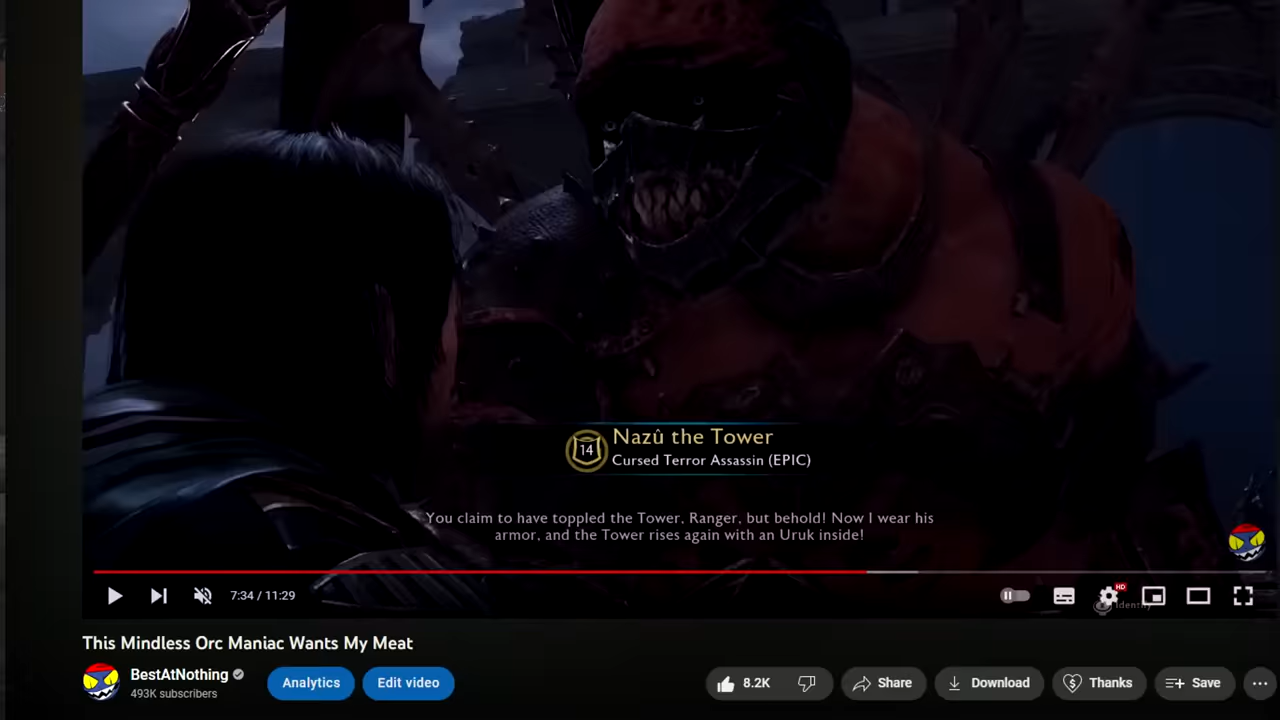 Nazû the Tower
14
Cursed Terror Assassin (EPIC)
You claim to have toppled the Tower, Ranger, but behold! Now I wear his
armor, and the Tower rises again with an Uruk inside!
7:34 / 11:29
HD
Identify
This Mindless Orc Maniac Wants My Meat
BestAtNothing
493K subscribers
Analytics
Edit video
8.2K
Share
Download
Thanks
Save